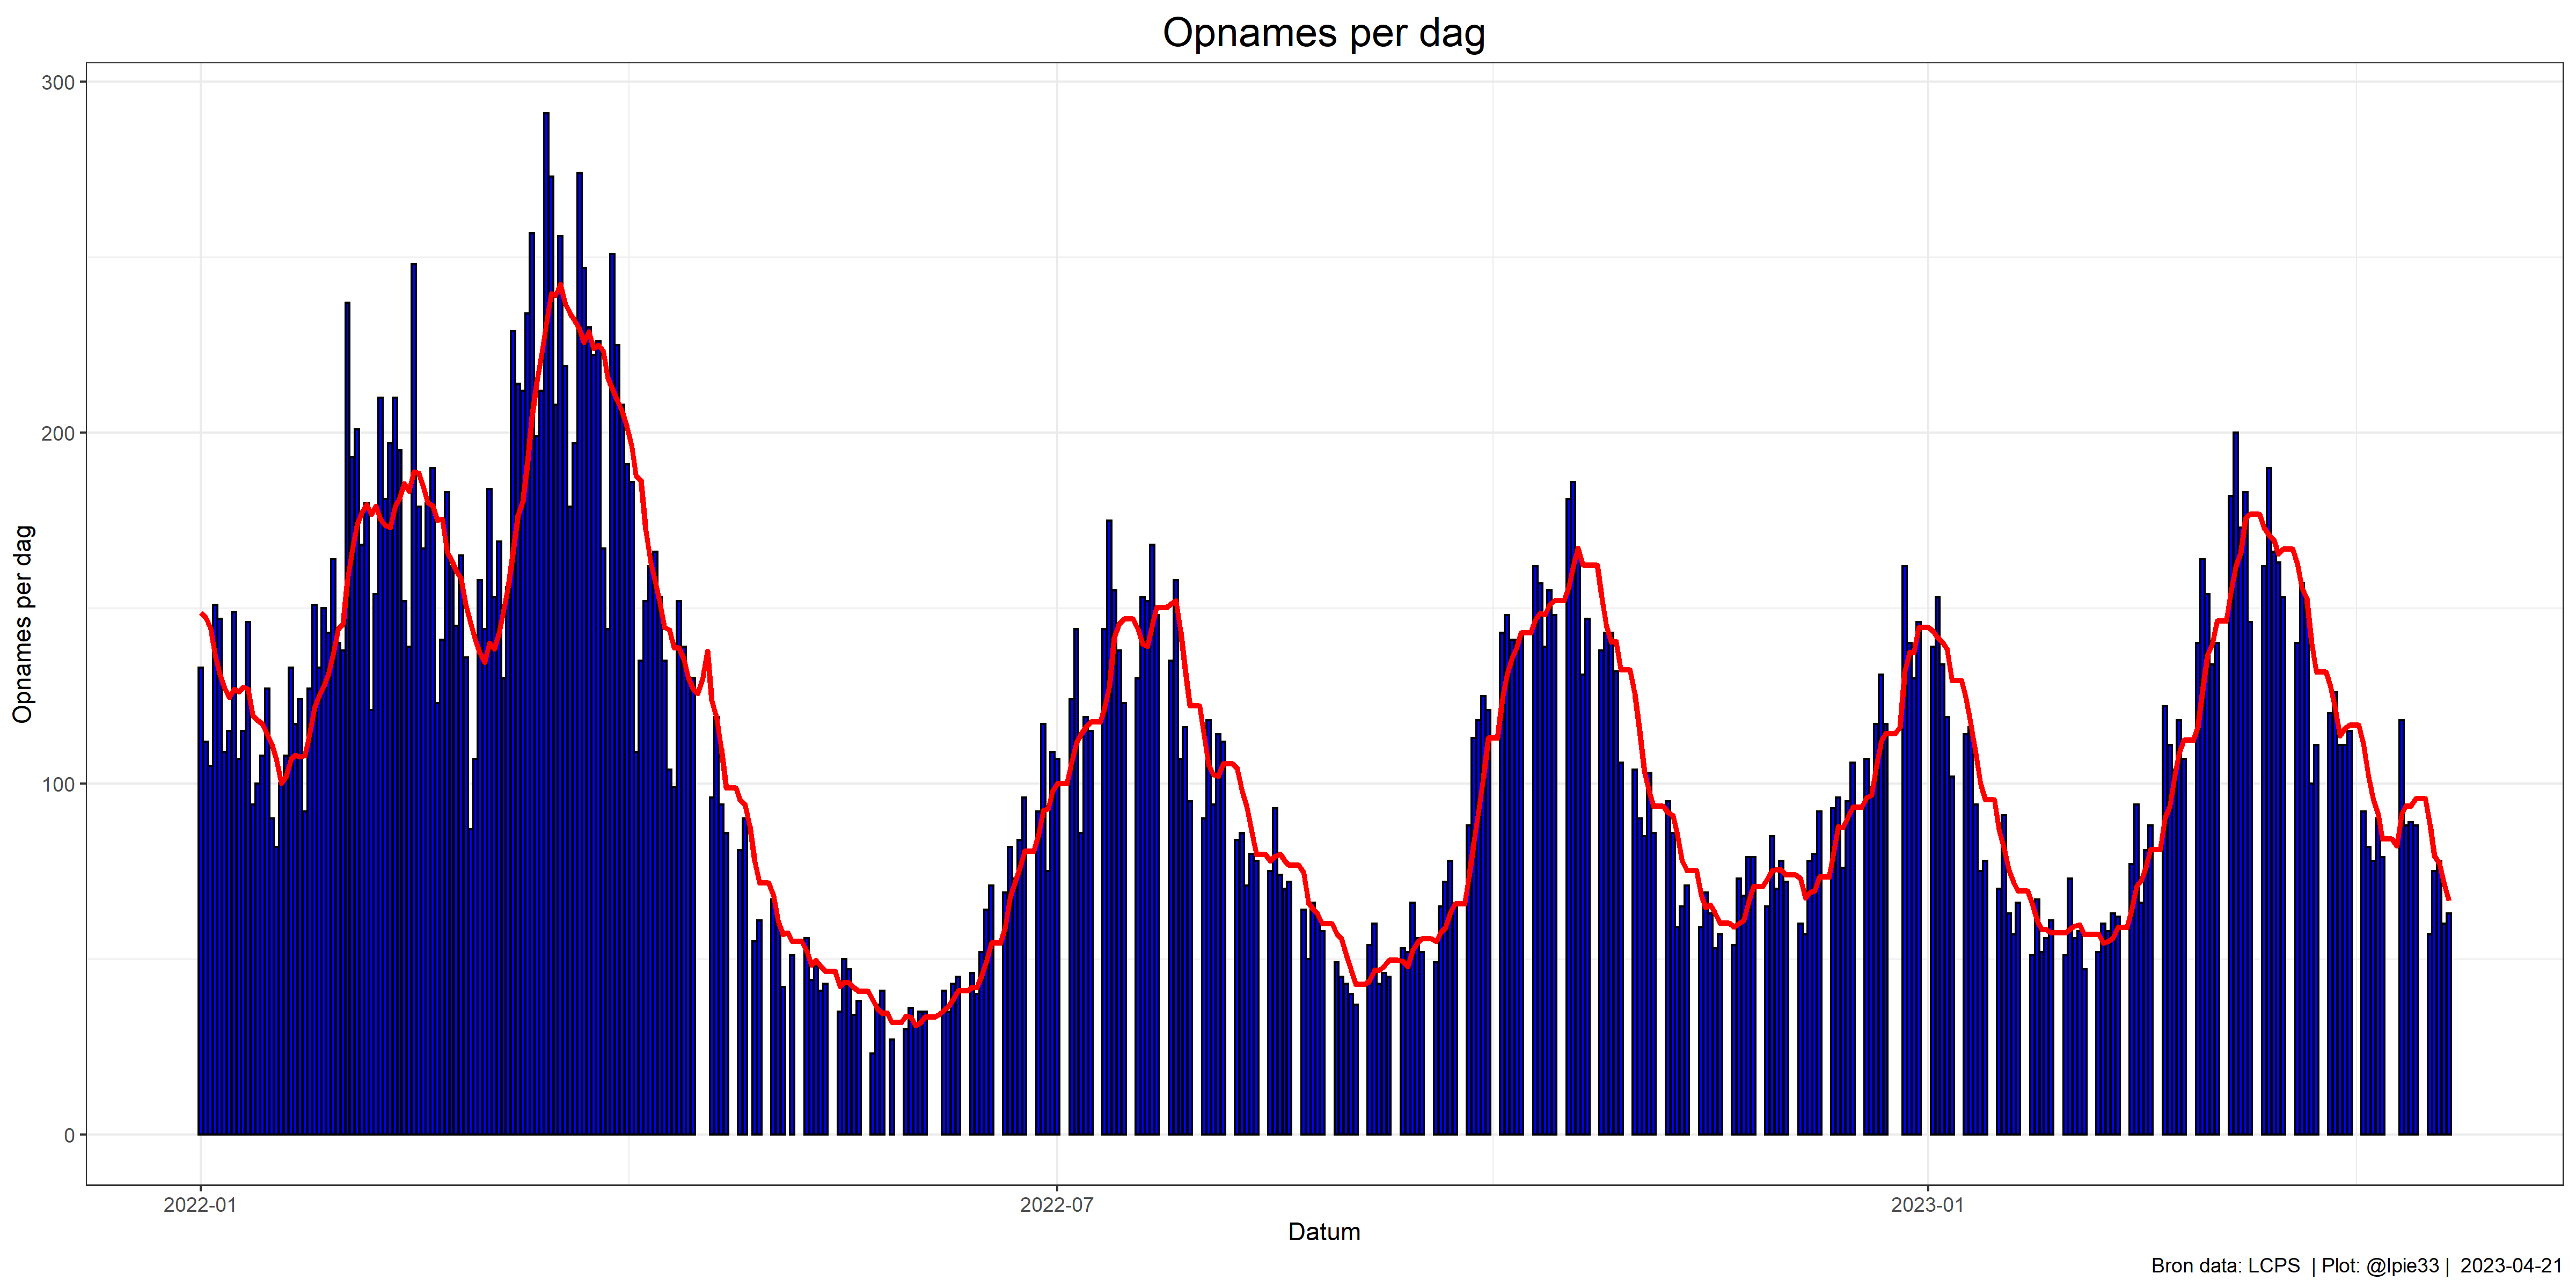 Opnames per dag
300
200
100
0
Opnames per dag
2022-01
2022-07
2023-01
Datum
Bron data: LCPS | Plot: @lpie33 | 2023-04-21